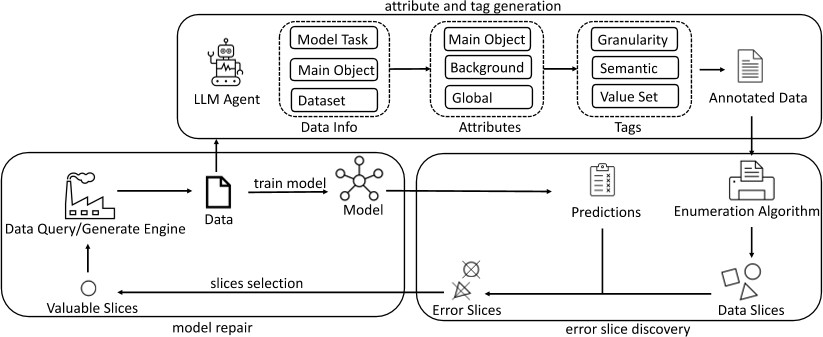 attribute and tag generation
LLM Agent
Model Task
Main Object
Dataset
Data Info
Main Object
Background
Global
Attributes
Granularity
Semantic
Value Set
Tags
Annotated Data
Data Query/Generate Engine
Data
train model
Model
Predictions
Enumeration Algorithm
Valuable Slices
slices selection
Error Slices
Data Slices
model repair
error slice discovery